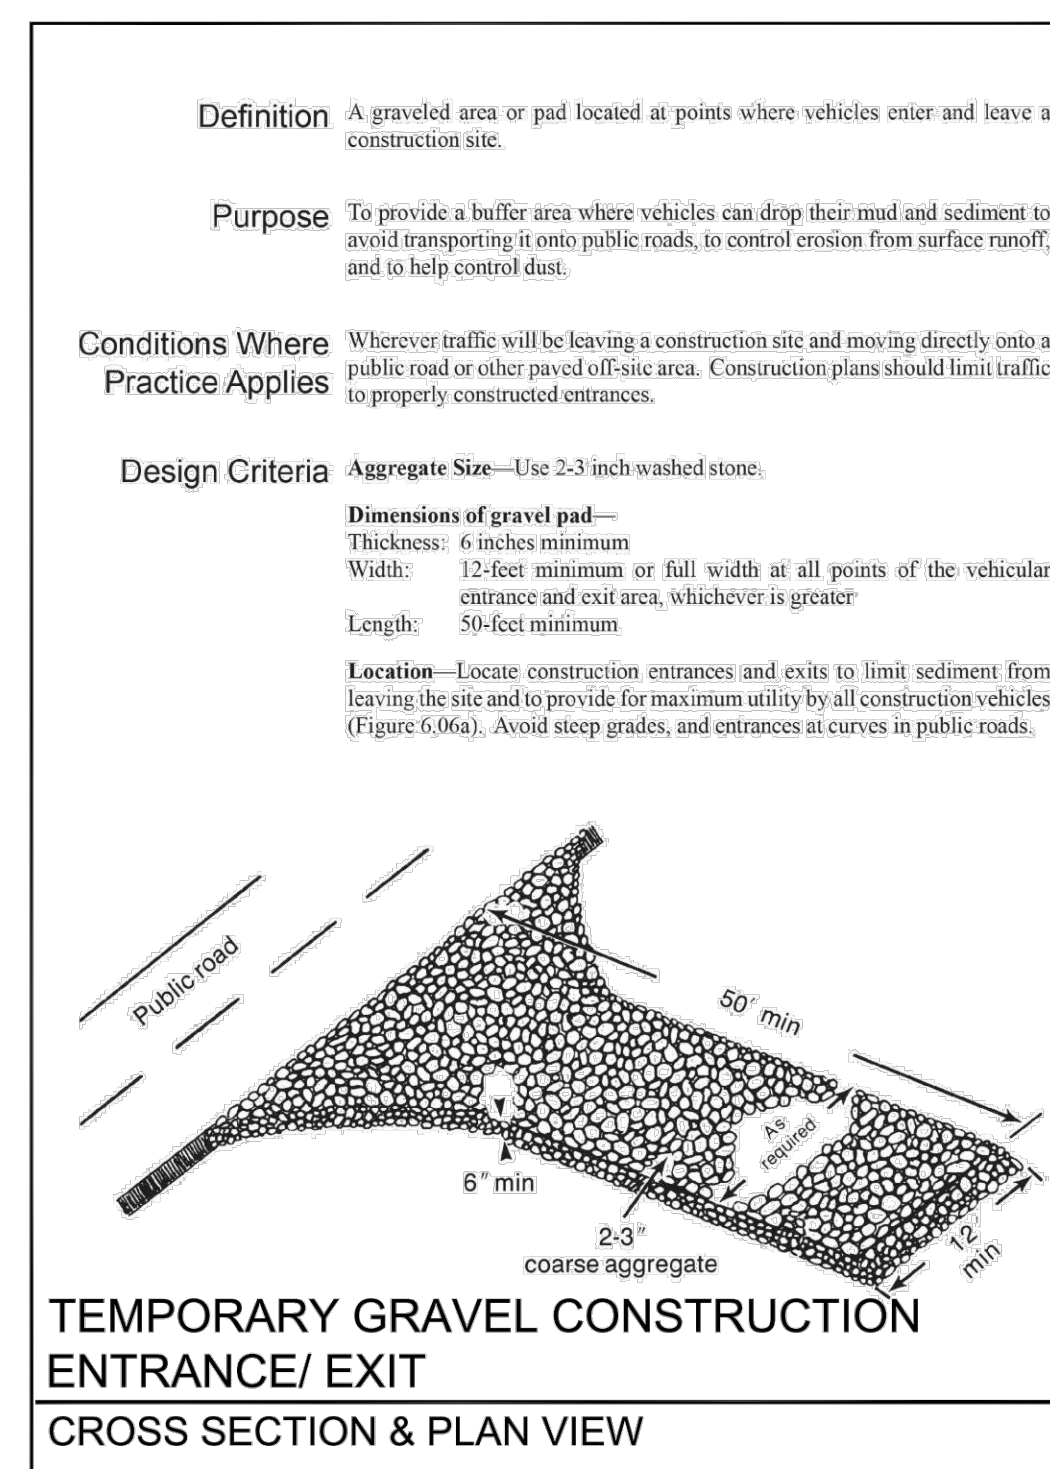 Definition A graveled area or pad located at points where vehicles enter and leave a
construction site.
Purpose To provide a buffer area where vehicles can drop their mud and sediment to
avoid transporting it onto public roads, to control erosion from surface runoff,
and to help control dust.
Conditions Where
Practice Applies
Wherever traffic will be leaving a construction site and moving directly onto a
public road or other paved off-site area. Construction plans should limit traffic
to properly constructed entrances.
Design Criteria Aggregate Size—Use 2-3 inch washed stone.
Dimensions of gravel pad—
Thickness: 6 inches minimum
Width: 12-feet minimum or full width at all points of the vehicular
entrance and exit area, whichever is greater
Length: 50-feet minimum
Location—Locate construction entrances and exits to limit sediment from
leaving the site and to provide for maximum utility by all construction vehicles
(Figure 6.06a). Avoid steep grades, and entrances at curves in public roads.
Public road
50' min
As
required
6" min
2-3"
coarse aggregate
12'
min
TEMPORARY GRAVEL CONSTRUCTION
ENTRANCE/ EXIT
CROSS SECTION & PLAN VIEW